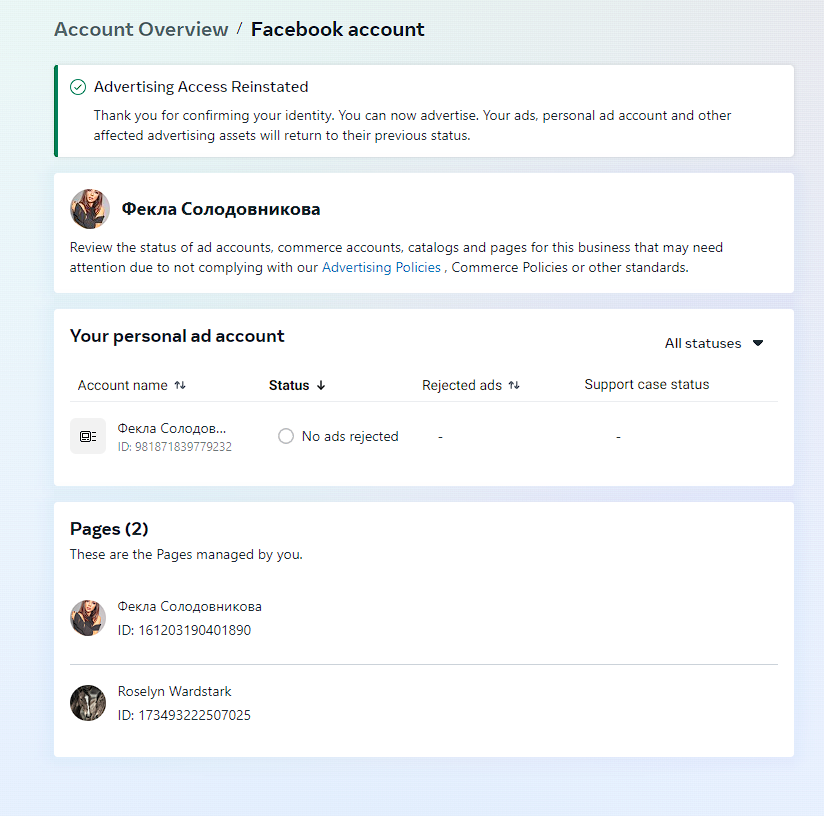 Account Overview / Facebook account
Advertising Access Reinstated
Thank you for confirming your identity. You can now advertise. Your ads, personal ad account and other
affected advertising assets will return to their previous status.
Фекла Солодовникова
Review the status of ad accounts, commerce accounts, catalogs and pages for this business that may need
attention due to not complying with our Advertising Policies , Commerce Policies or other standards.
Your personal ad account
All statuses
Account name Status Rejected ads Support case status
Фекла Солодов...
ID: 981871839779232
No ads rejected - -
Pages (2)
These are the Pages managed by you.
Фекла Солодовникова
ID: 161203190401890
Roselyn Wardstark
ID: 173493222507025